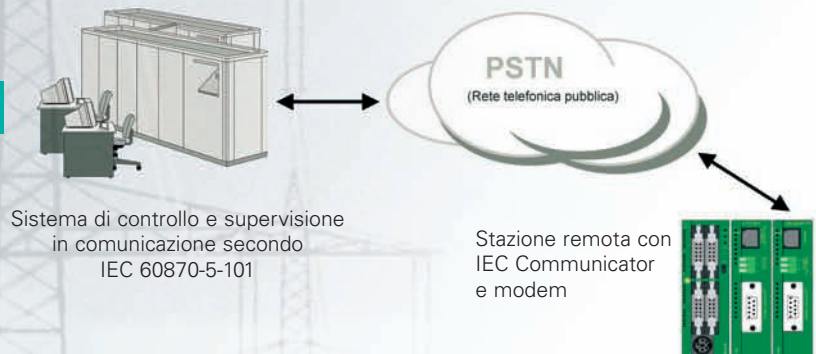 PSTN
(Rete telefonica pubblica)
Sistema di controllo e supervisione
in comunicazione secondo
IEC 60870-5-101
Stazione remota con
IEC Communicator
e modem